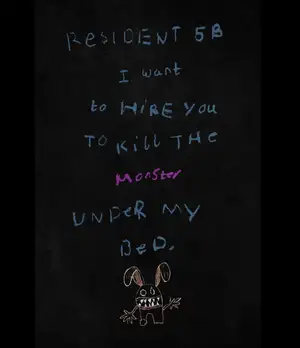 ResIDENT 5B
I want
to HIRE YOU
TO Kill THE
Monster
UNDeR MY
BeD.